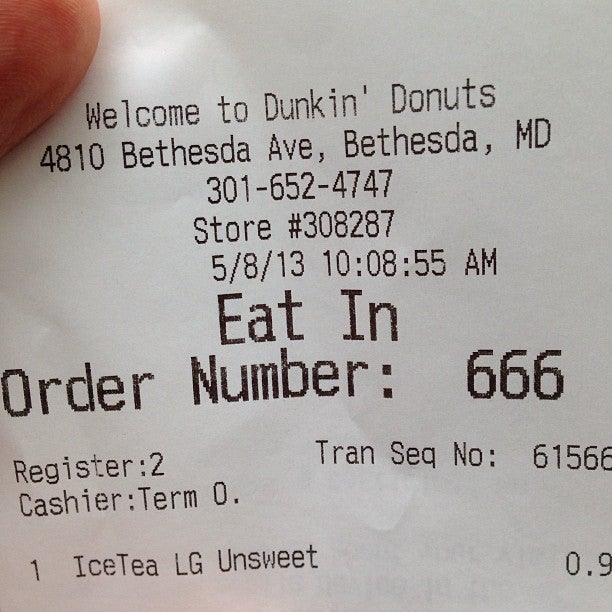 Welcome to Dunkin' Donuts
4810 Bethesda Ave, Bethesda, MD
301-652-4747
Store #308287
5/8/13 10:08:55 AM
Eat In
Order Number: 666
Register:2 Tran Seq No: 61566
Cashier:Term O.
1 IceTea LG Unsweet 0.9